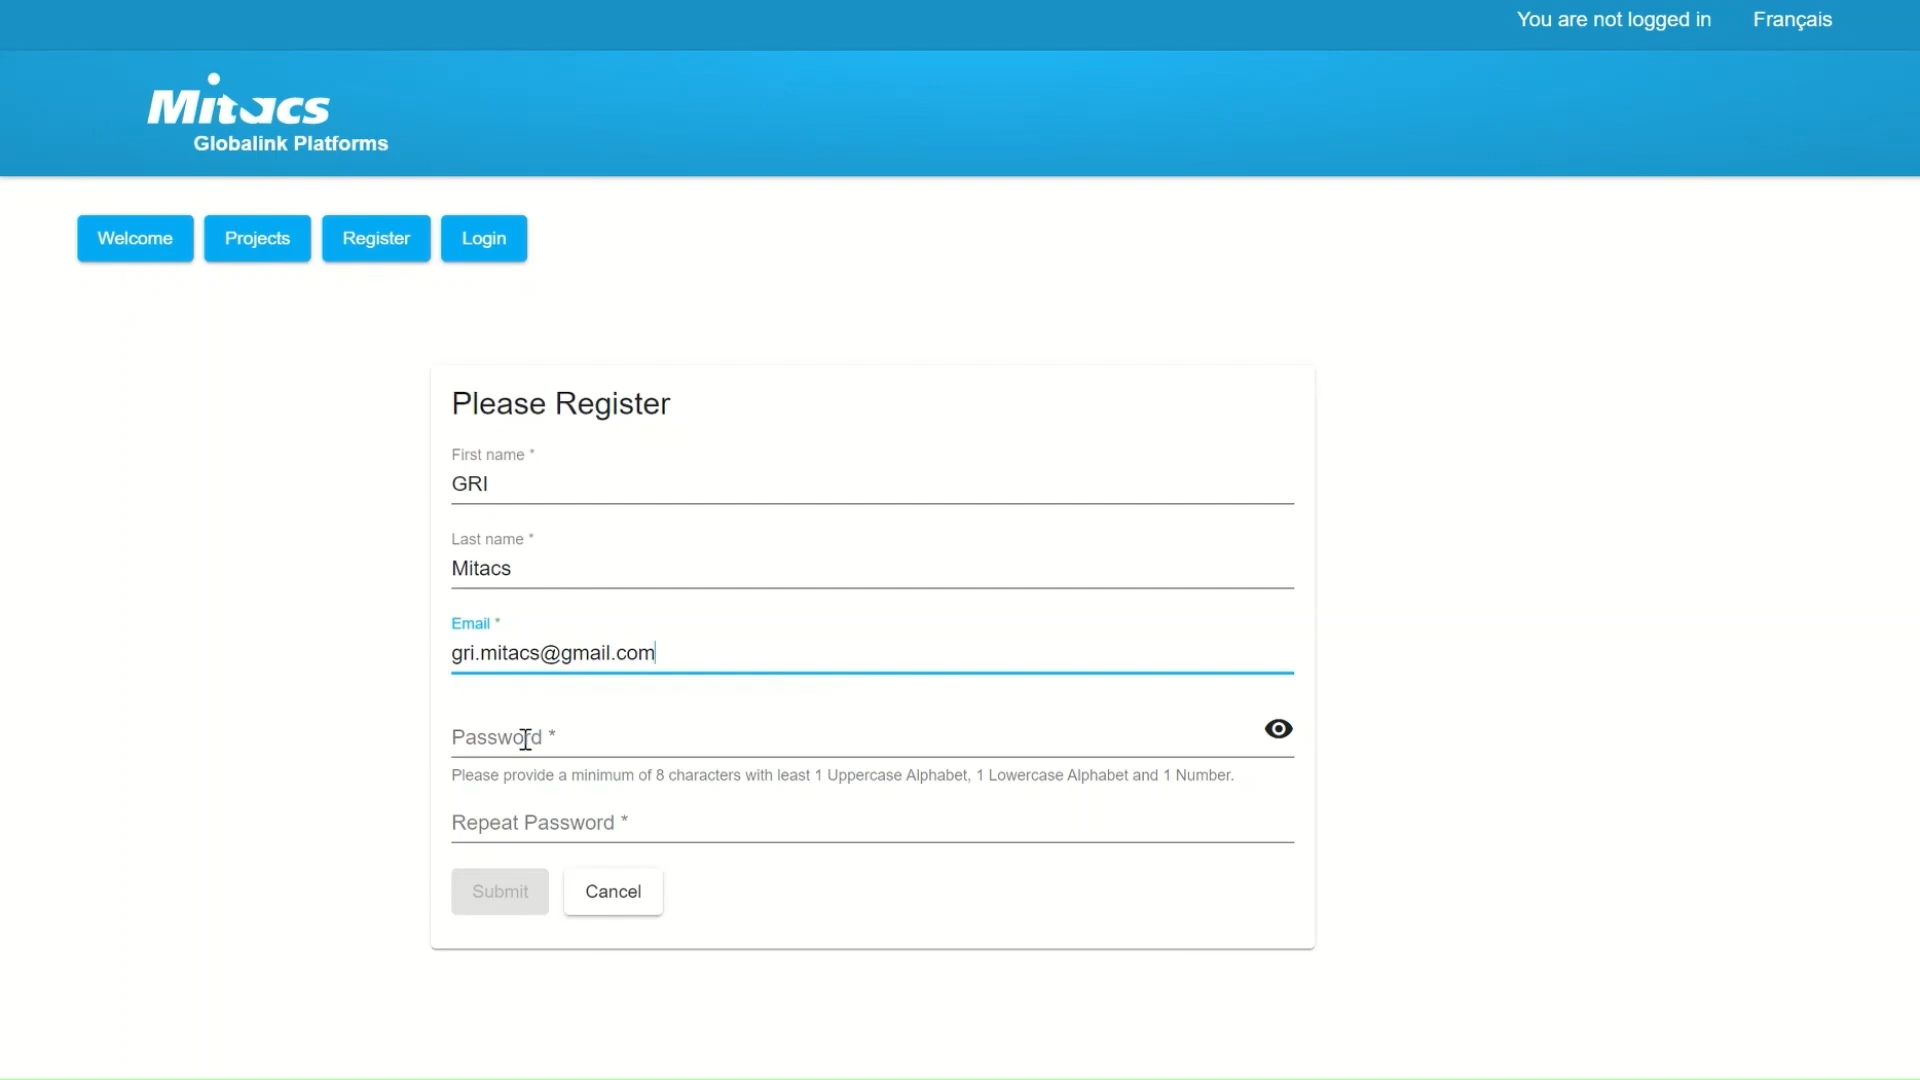 You are not logged in Français
Mitacs
Globalink Platforms
Welcome Projects Register Login
Please Register
First name *
GRI
Last name *
Mitacs
Email *
gri.mitacs@gmail.com
Password *
Please provide a minimum of 8 characters with least 1 Uppercase Alphabet, 1 Lowercase Alphabet and 1 Number.
Repeat Password *
Submit Cancel